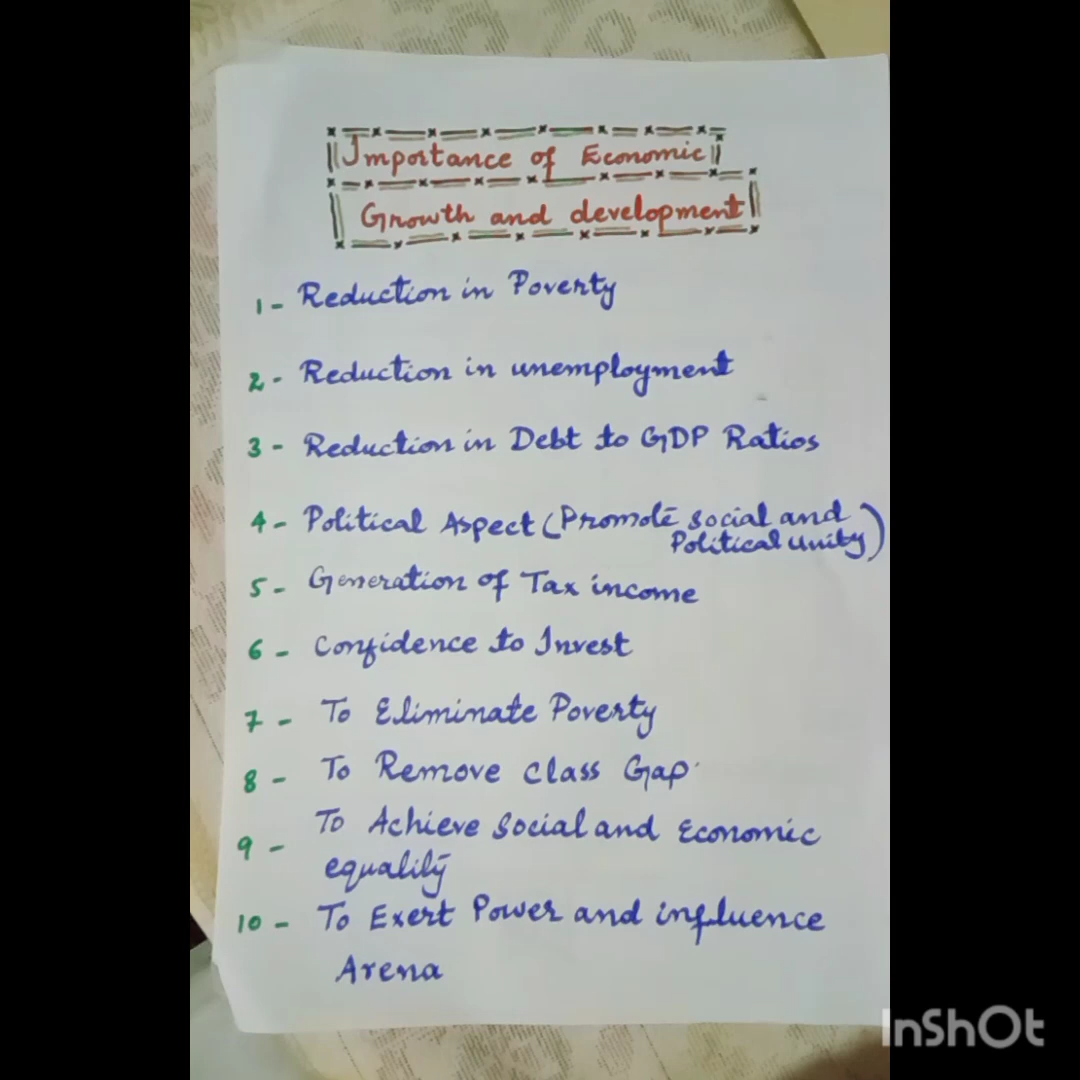 Importance of Economic
Growth and development
1- Reduction in Poverty
2- Reduction in unemployment
3- Reduction in Debt to GDP Ratios
4- Political Aspect (Promote social and
Political unity)
5- Generation of Tax income
6- Confidence to Invest
7- To Eliminate Poverty
8- To Remove class Gap
9- To Achieve social and Economic
equality
10- To Exert Power and influence
Arena
InShOt